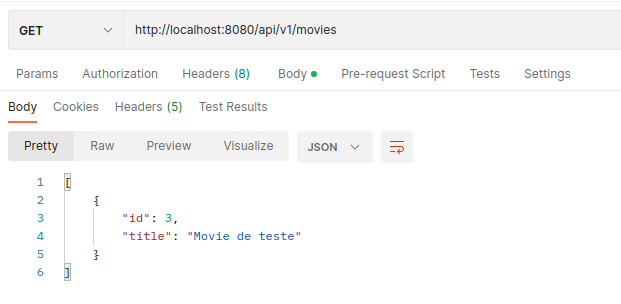 GET http://localhost:8080/api/v1/movies
Params Authorization Headers (8) Body Pre-request Script Tests Settings
Body Cookies Headers (5) Test Results
Pretty Raw Preview Visualize JSON
1 [
2 {
3 "id": 3,
4 "title": "Movie de teste"
5 }
6 ]